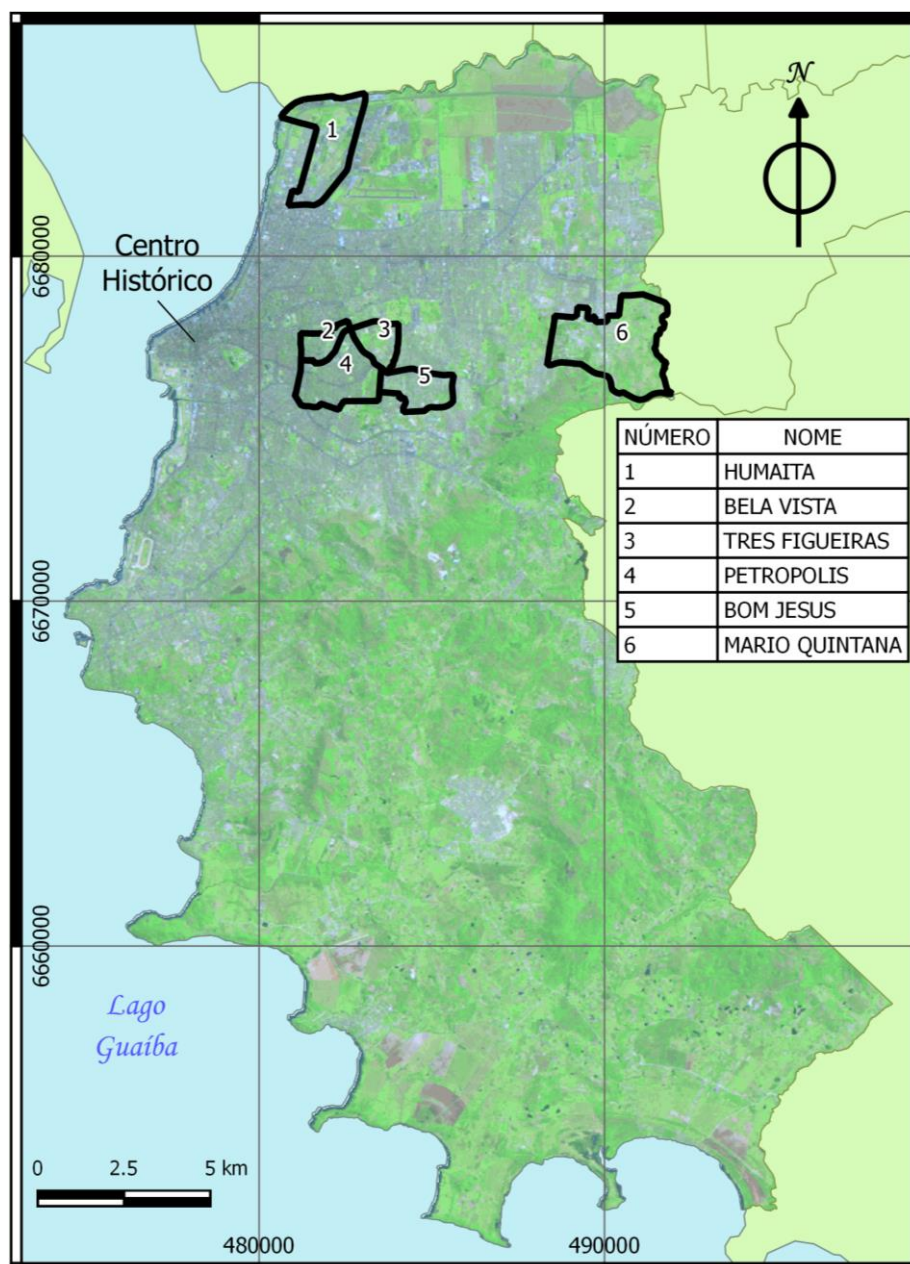 N
1
Centro
Histórico
6680000
2
3
4
5
6
NÚMERO NOME
1 HUMAITA
2 BELA VISTA
3 TRES FIGUEIRAS
4 PETROPOLIS
5 BOM JESUS
6 MARIO QUINTANA
6670000
6660000
Lago
Guaíba
0 2.5 5 km
480000 490000